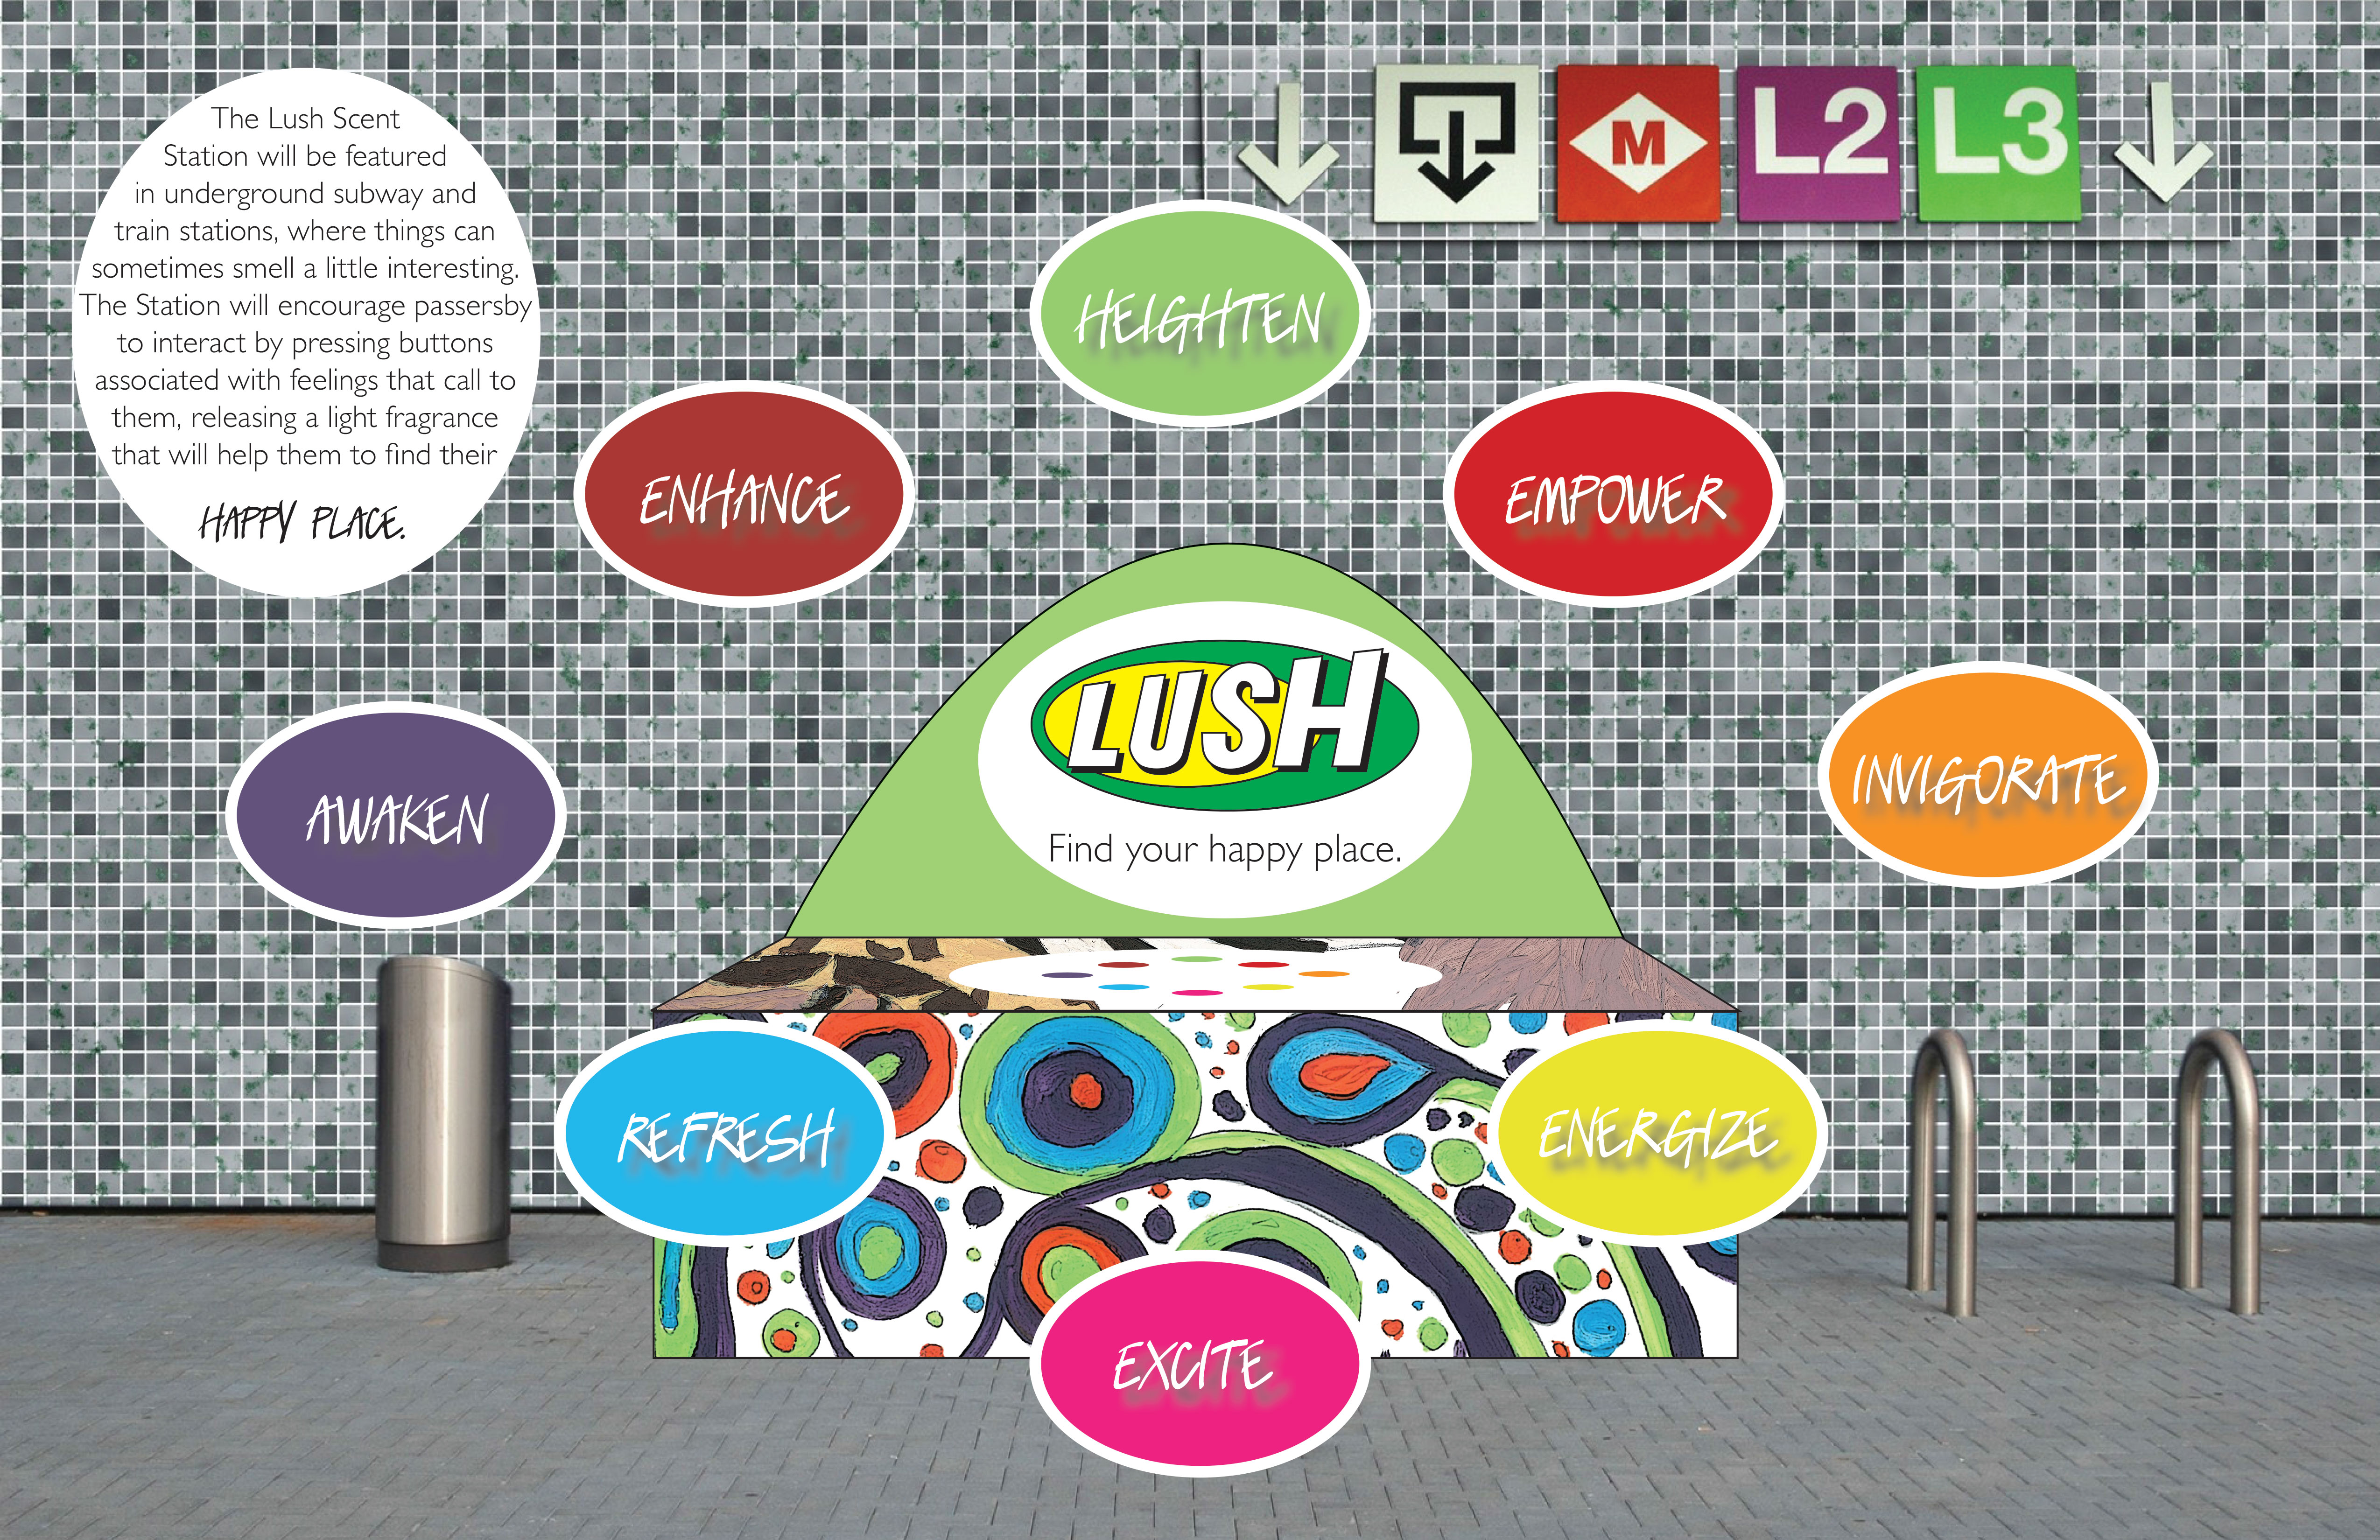 The Lush Scent
Station will be featured
in underground subway and
train stations, where things can
sometimes smell a little interesting.
The Station will encourage passersby
to interact by pressing buttons
associated with feelings that call to
them, releasing a light fragrance
that will help them to find their
HAPPY PLACE.
M
L2
L3
HEIGHTEN
ENHANCE
EMPOWER
LUSH
Find your happy place.
AWAKEN
INVIGORATE
REFRESH
ENERGIZE
EXCITE